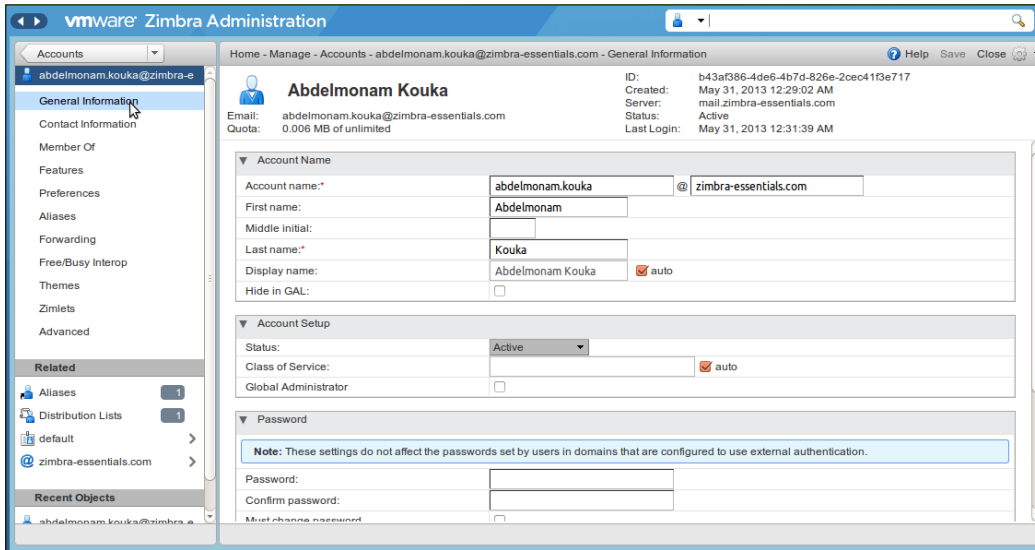 vmware® Zimbra Administration
Accounts
Home - Manage - Accounts - abdelmonam.kouka@zimbra-essentials.com - General Information
Help Save Close
abdelmonam.kouka@zimbra-e
General Information
Contact Information
Member Of
Features
Preferences
Aliases
Forwarding
Free/Busy Interop
Themes
Zimlets
Advanced
Related
Aliases 1
Distribution Lists 1
default
zimbra-essentials.com
Recent Objects
abdelmonam.kouka@zimbra-e
Abdelmonam Kouka
Email: abdelmonam.kouka@zimbra-essentials.com
Quota: 0.006 MB of unlimited
ID: b43af386-4de6-4b7d-826e-2cec41f3e717
Created: May 31, 2013 12:29:02 AM
Server: mail.zimbra-essentials.com
Status: Active
Last Login: May 31, 2013 12:31:39 AM
Account Name
Account name:* abdelmonam.kouka @ zimbra-essentials.com
First name: Abdelmonam
Middle initial:
Last name:* Kouka
Display name: Abdelmonam Kouka auto
Hide in GAL:
Account Setup
Status: Active
Class of Service: auto
Global Administrator
Password
Note: These settings do not affect the passwords set by users in domains that are configured to use external authentication.
Password:
Confirm password:
Must change password